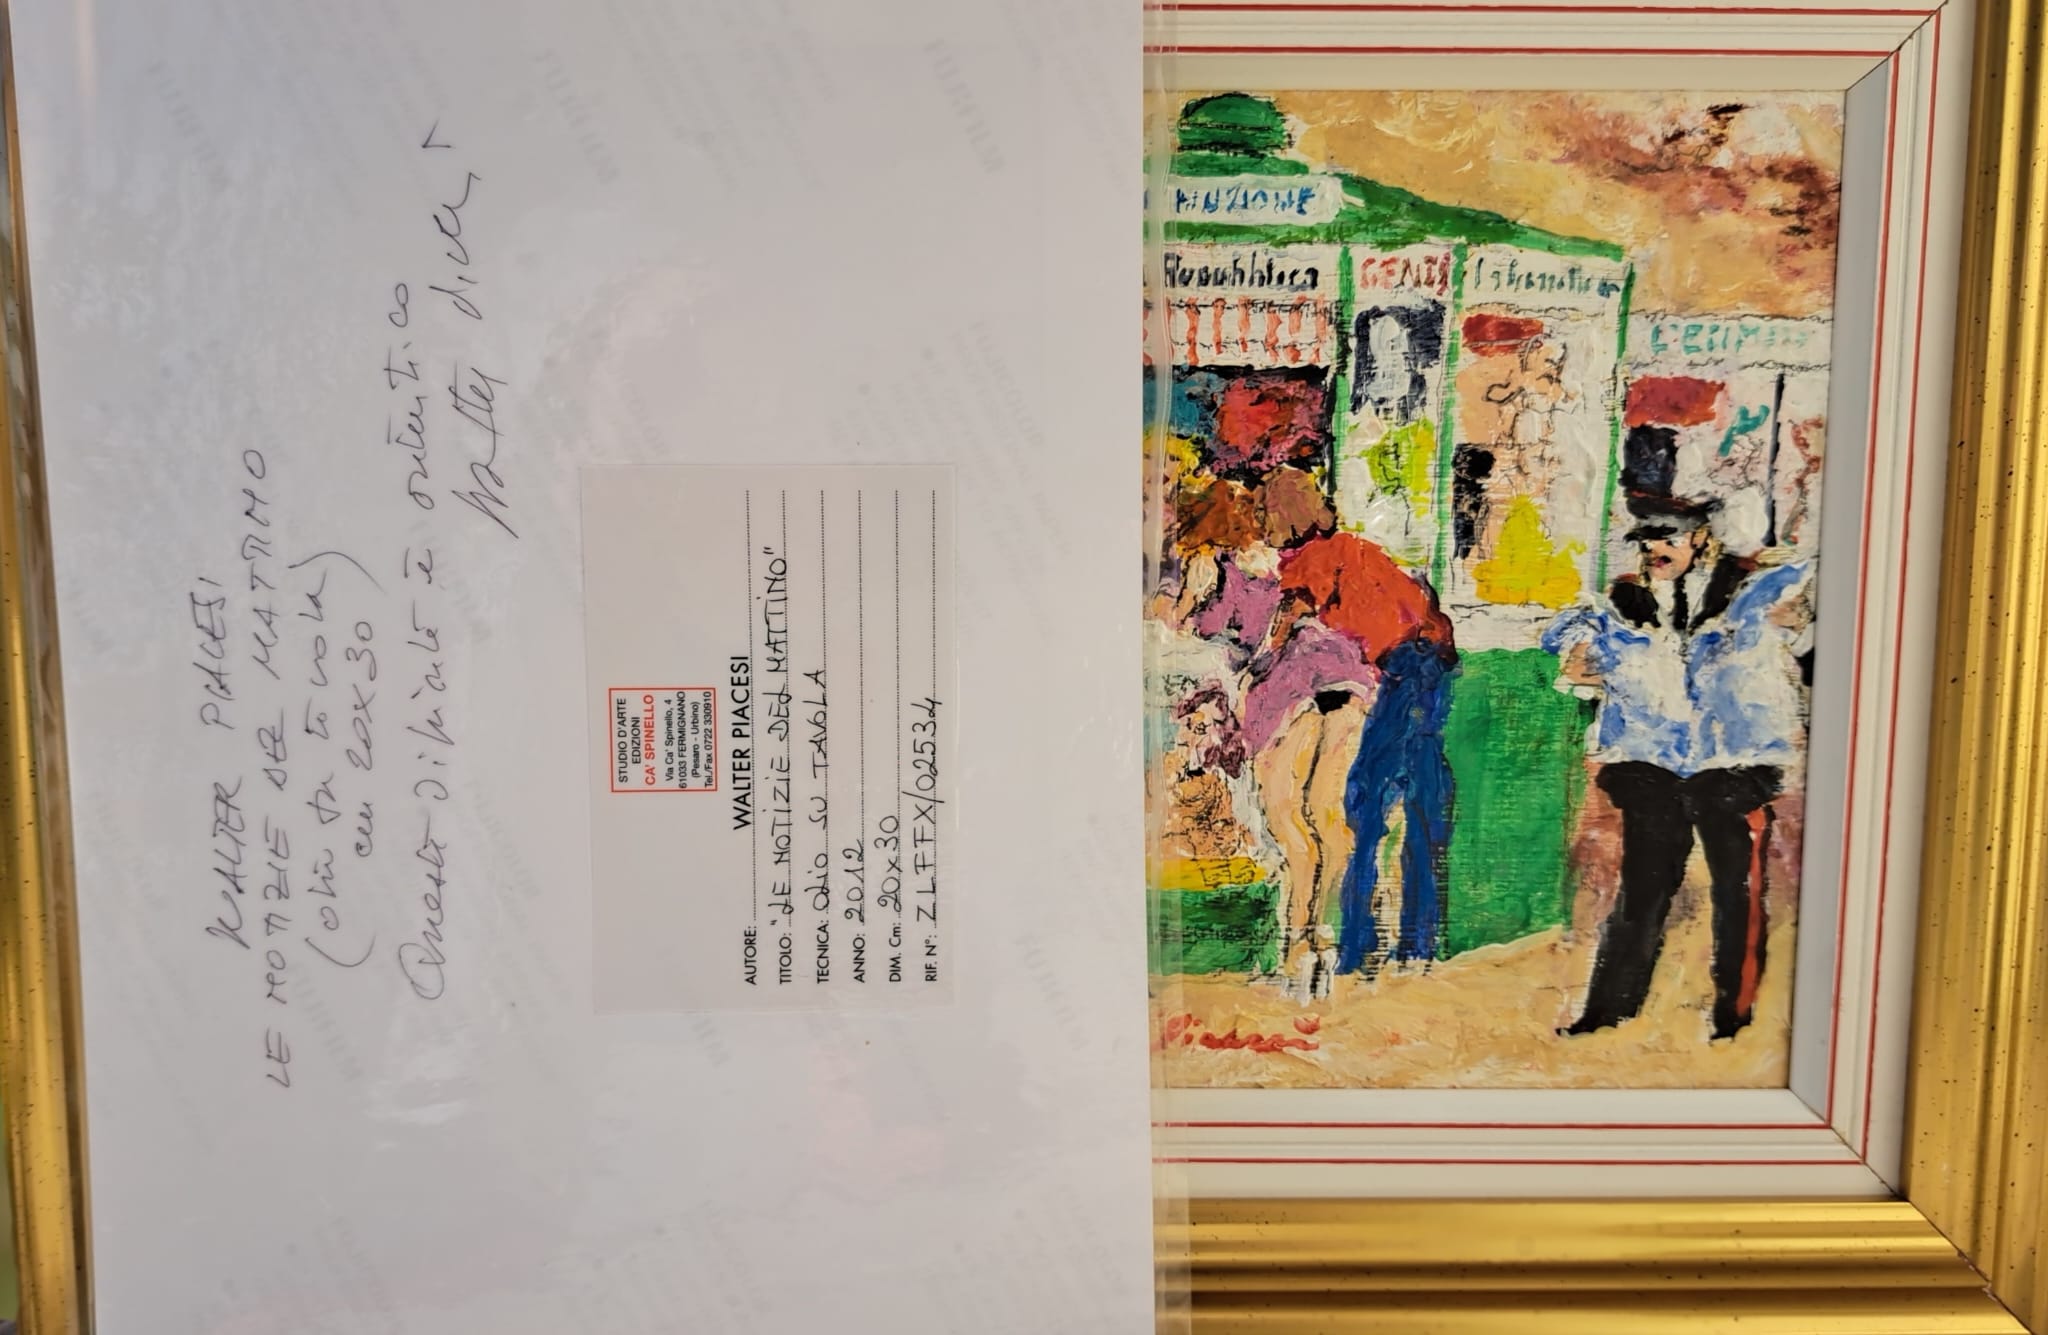 WALTER PIACESI
LE NOTIZIE DEL MATTINO
(olio su tavola)
cm 20x30
Questo dipinto è autentico
Walter
STUDIO D'ARTE
EDIZIONI
CA' SPINELLO
Via Ca' Spinello, 4
61033 FERMIGNANO
(Pesaro - Urbino)
Tel./Fax 0722 330910
AUTORE: WALTER PIACESI
TITOLO: "LE NOTIZIE DEL MATTINO"
TECNICA: OLIO SU TAVOLA
ANNO: 2012
DIM. Cm: 20x30
RIF. N°: ZLFFX/02534
NUZIONE
Repubblica
GENTE
Piacesi